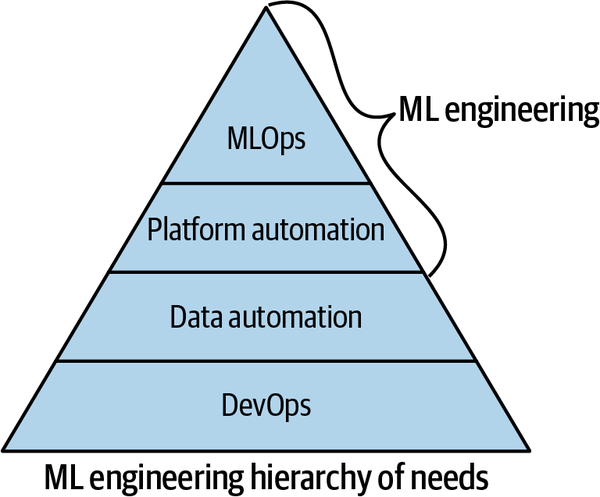 MLOps
ML engineering
Platform automation
Data automation
DevOps
ML engineering hierarchy of needs